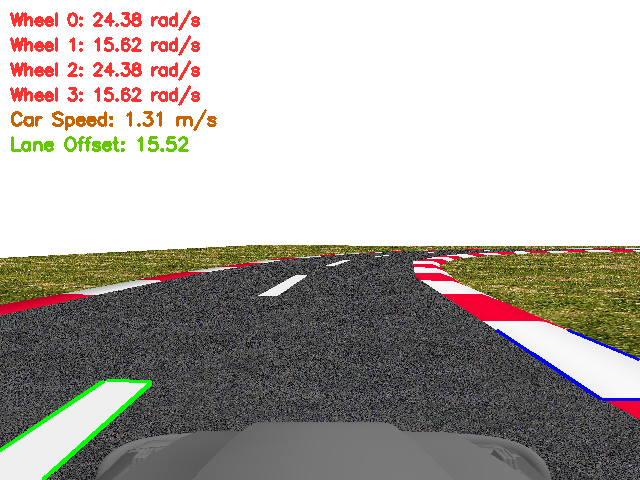 Wheel 0: 24.38 rad/s
Wheel 1: 15.62 rad/s
Wheel 2: 24.38 rad/s
Wheel 3: 15.62 rad/s
Car Speed: 1.31 m/s
Lane Offset: 15.52